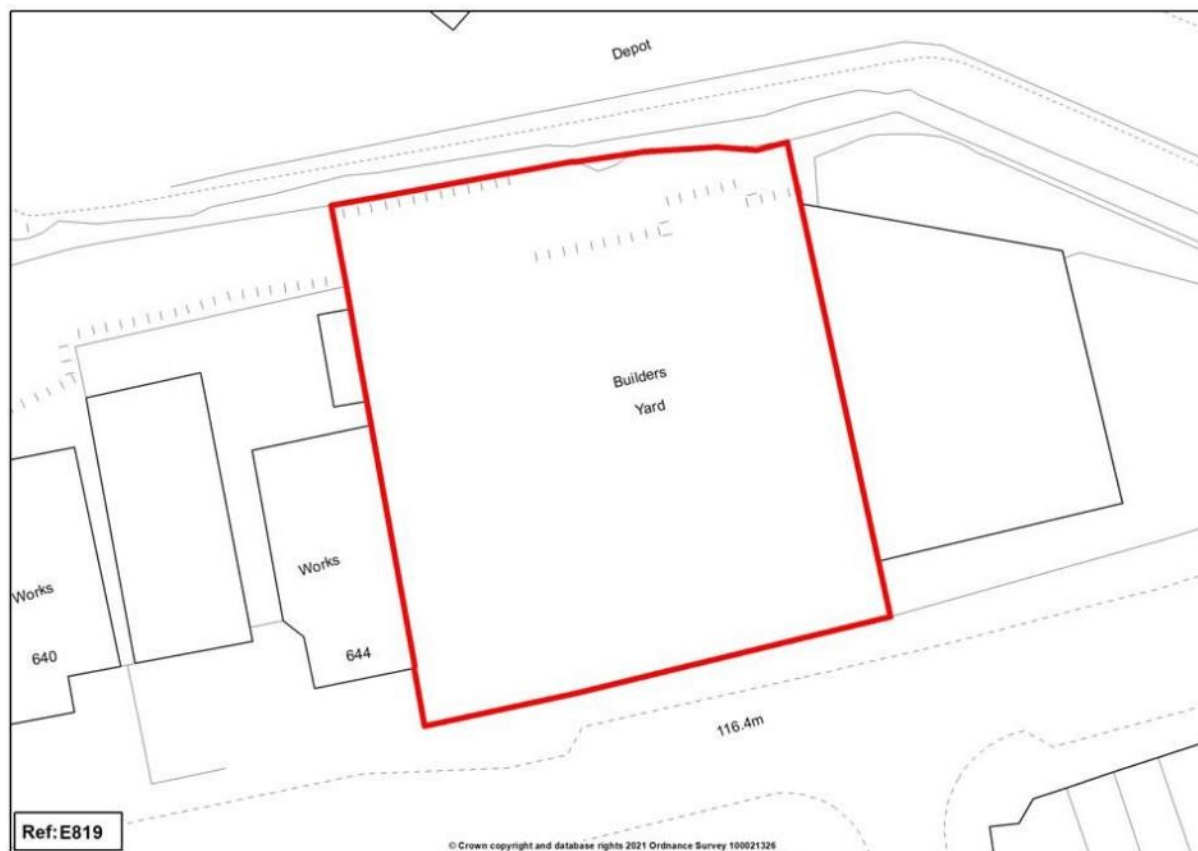 Depot
Builders
Yard
Works
Works
640
644
116.4m
Ref:E819
© Crown copyright and database rights 2021 Ordnance Survey 100021326